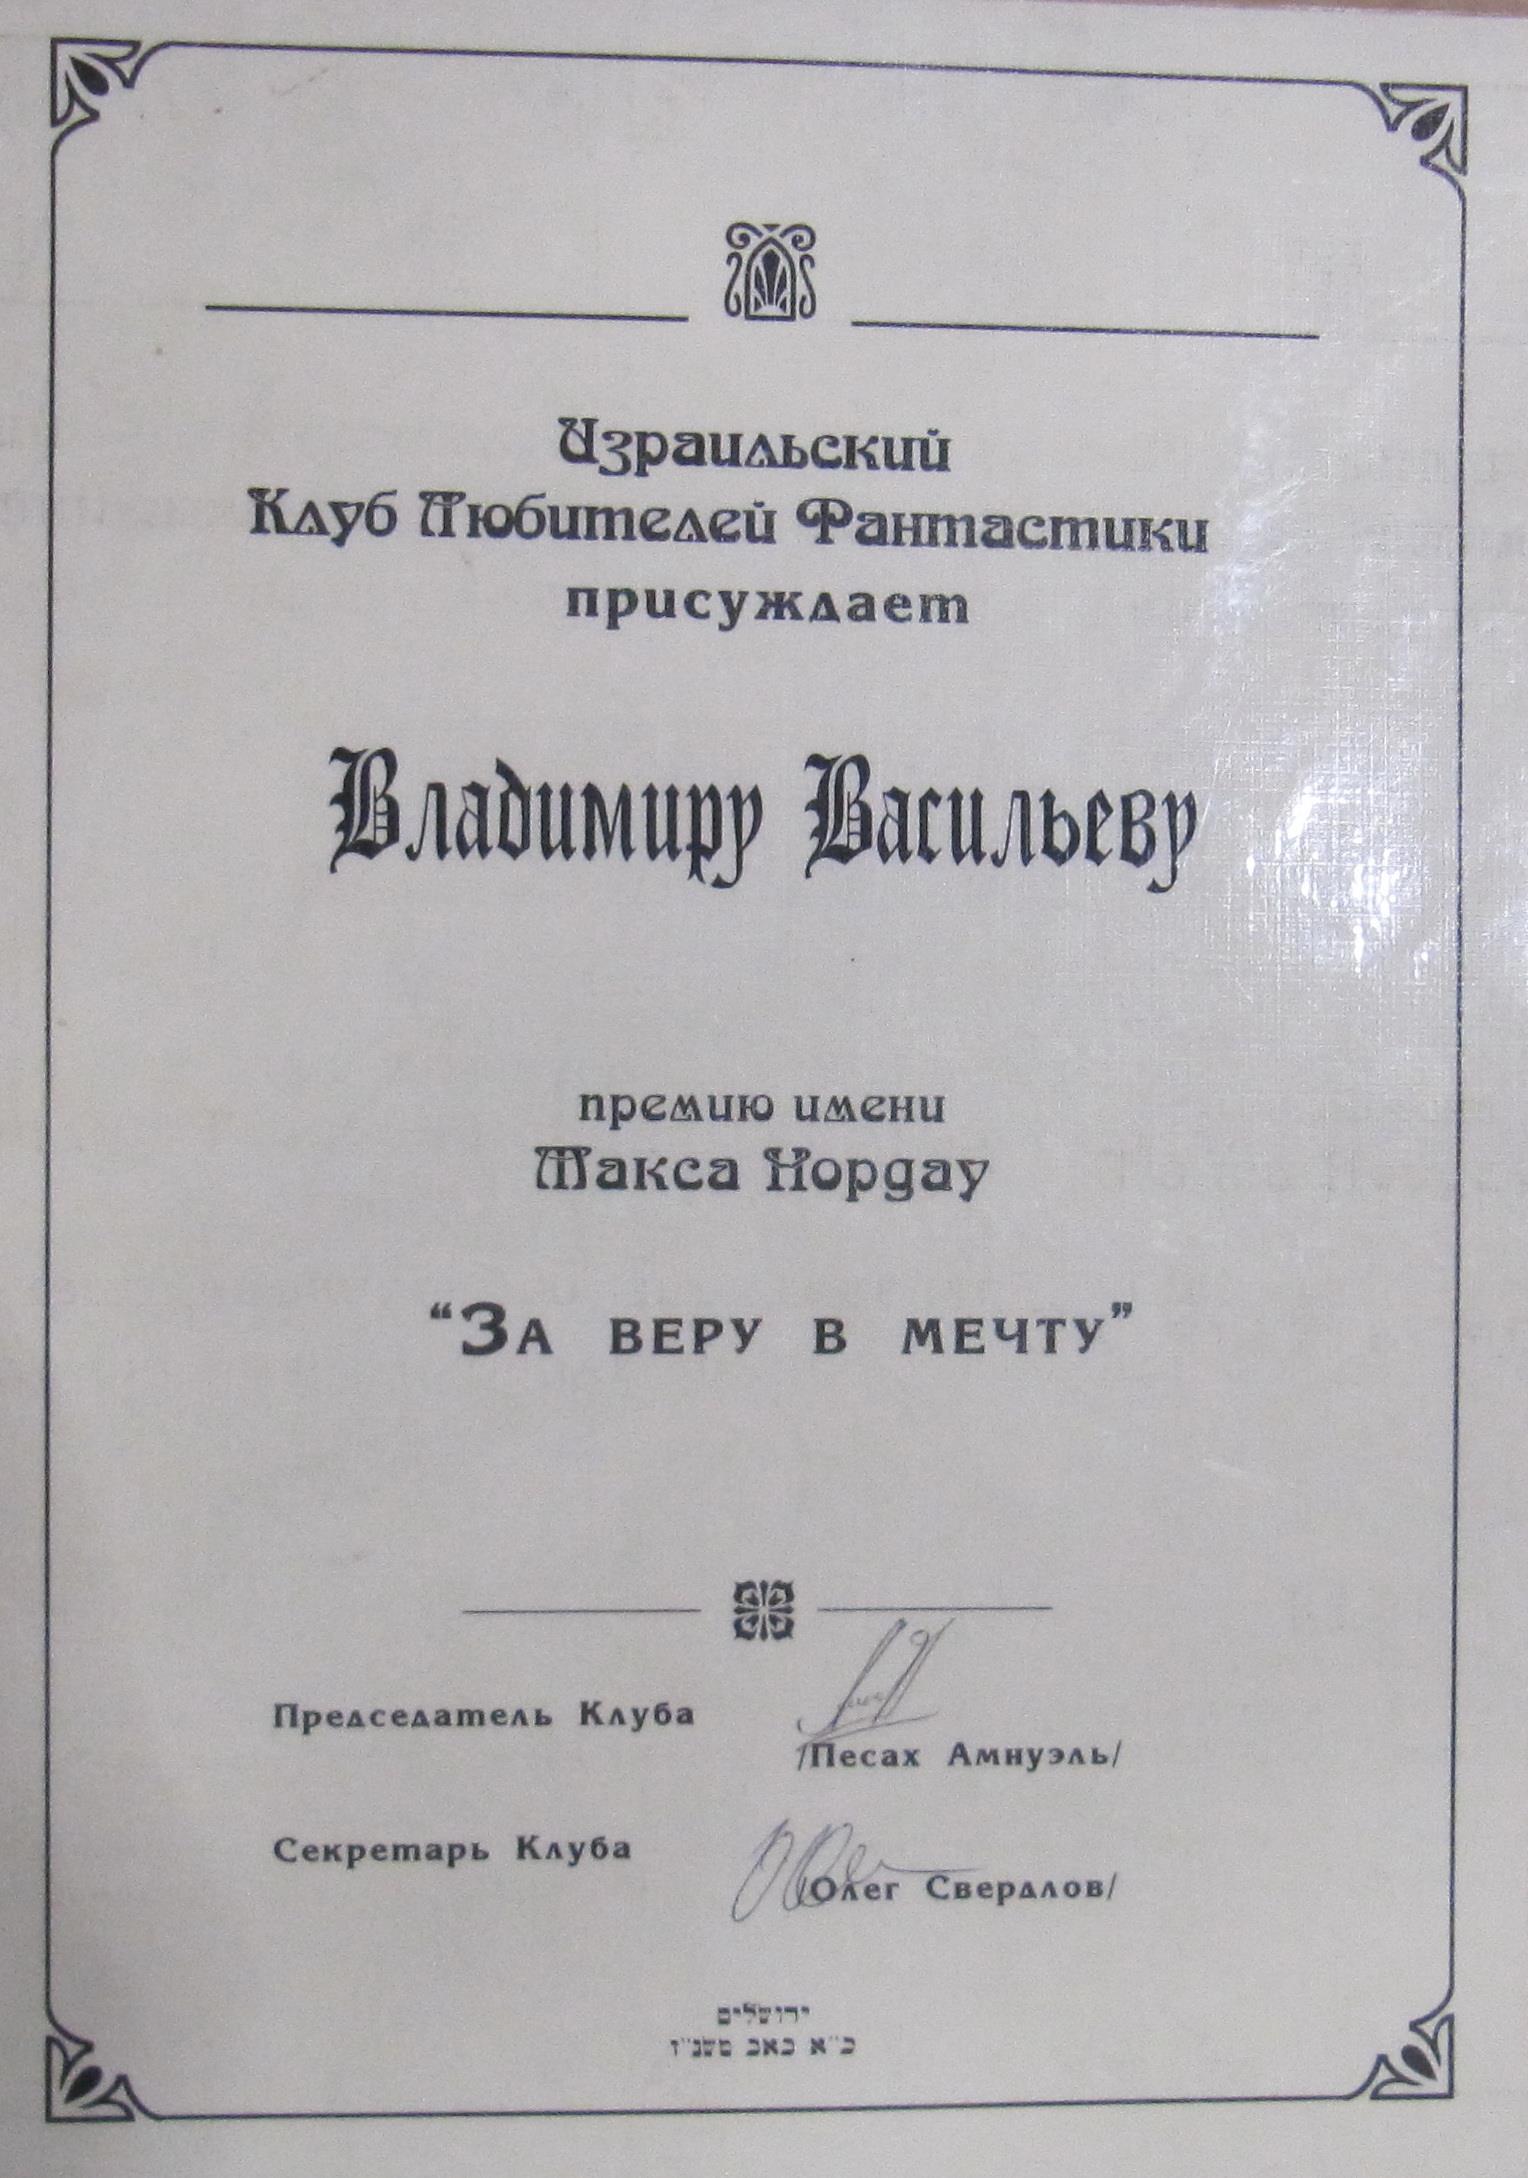 Израильский
Клуб Любителей Фантастики
присуждает
Владимиру Васильеву
премию имени
Макса Нордау
“За веру в мечту”
Председатель Клуба
/Песах Амнуэль/
Секретарь Клуба
/Олег Свердлов/
ירושלים
כ"א באב משנ"ז